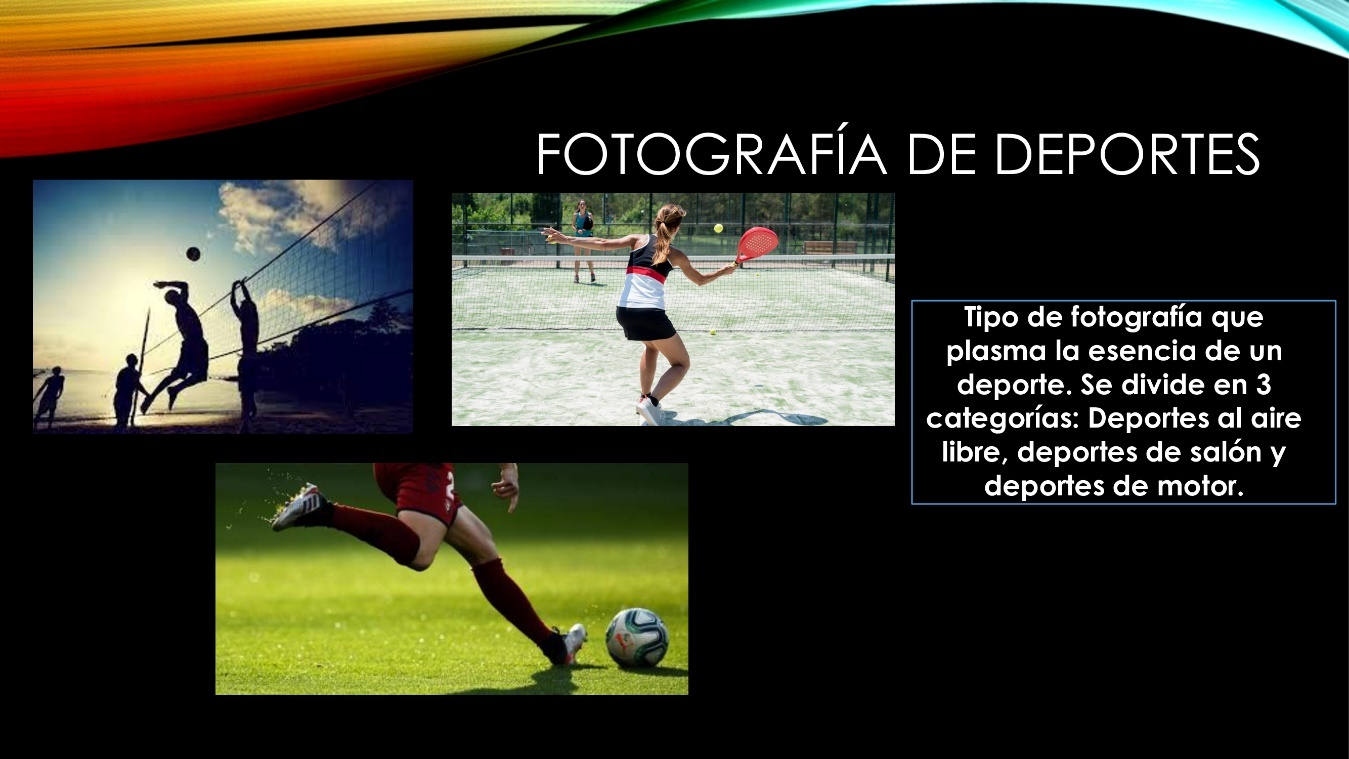 FOTOGRAFÍA DE DEPORTES
Tipo de fotografía que
plasma la esencia de un
deporte. Se divide en 3
categorías: Deportes al aire
libre, deportes de salón y
deportes de motor.